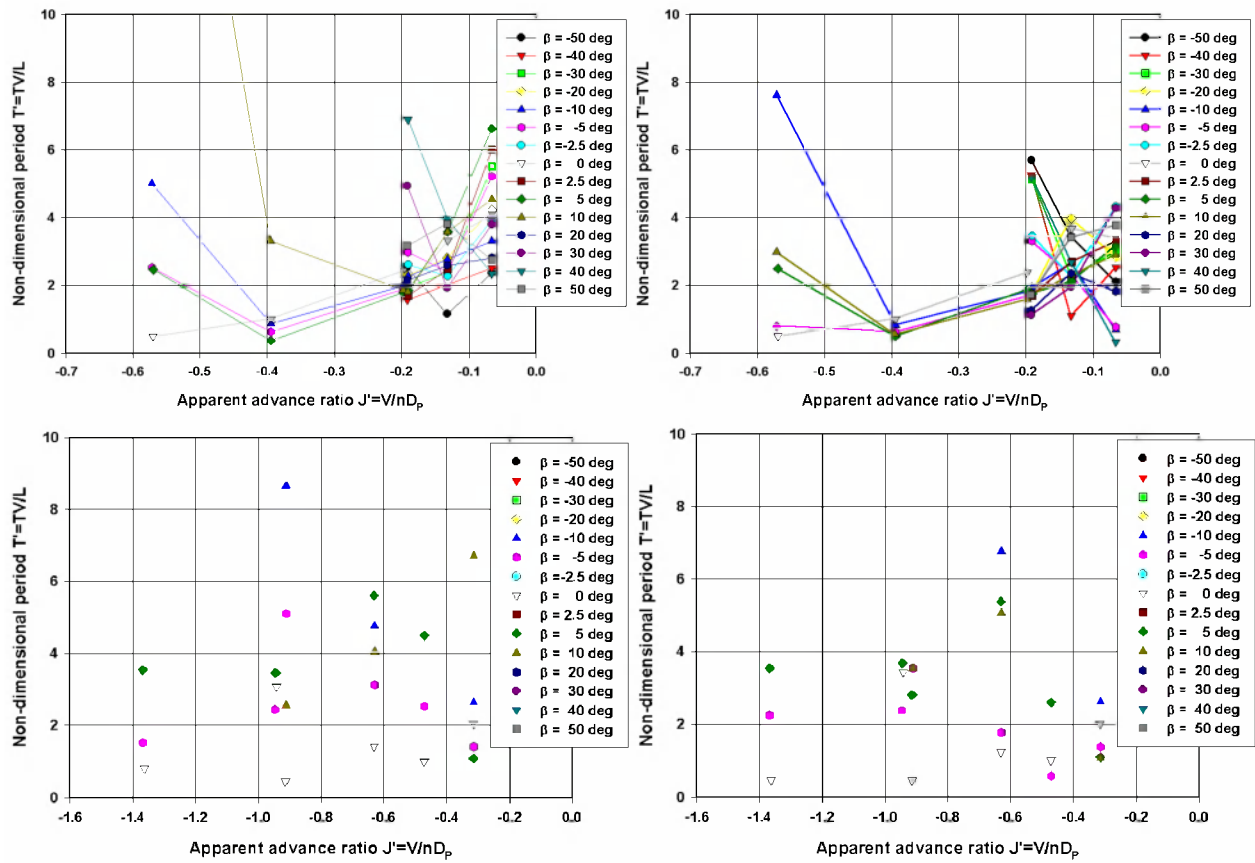 Non-dimensional period T'=TV/L
10
8
6
4
2
0
-0.7 -0.6 -0.5 -0.4 -0.3 -0.2 -0.1 0.0
Apparent advance ratio J'=V/nDP
β = -50 deg
β = -40 deg
β = -30 deg
β = -20 deg
β = -10 deg
β = -5 deg
β =-2.5 deg
β = 0 deg
β = 2.5 deg
β = 5 deg
β = 10 deg
β = 20 deg
β = 30 deg
β = 40 deg
β = 50 deg
Non-dimensional period T'=TV/L
10
8
6
4
2
0
-0.7 -0.6 -0.5 -0.4 -0.3 -0.2 -0.1 0.0
Apparent advance ratio J'=V/nDP
β = -50 deg
β = -40 deg
β = -30 deg
β = -20 deg
β = -10 deg
β = -5 deg
β =-2.5 deg
β = 0 deg
β = 2.5 deg
β = 5 deg
β = 10 deg
β = 20 deg
β = 30 deg
β = 40 deg
β = 50 deg
Non-dimensional period T'=TV/L
10
8
6
4
2
0
-1.6 -1.4 -1.2 -1.0 -0.8 -0.6 -0.4 -0.2 0.0
Apparent advance ratio J'=V/nDP
β = -50 deg
β = -40 deg
β = -30 deg
β = -20 deg
β = -10 deg
β = -5 deg
β =-2.5 deg
β = 0 deg
β = 2.5 deg
β = 5 deg
β = 10 deg
β = 20 deg
β = 30 deg
β = 40 deg
β = 50 deg
Non-dimensional period T'=TV/L
10
8
6
4
2
0
-1.6 -1.4 -1.2 -1.0 -0.8 -0.6 -0.4 -0.2 0.0
Apparent advance ratio J'=V/nDP
β = -50 deg
β = -40 deg
β = -30 deg
β = -20 deg
β = -10 deg
β = -5 deg
β =-2.5 deg
β = 0 deg
β = 2.5 deg
β = 5 deg
β = 10 deg
β = 20 deg
β = 30 deg
β = 40 deg
β = 50 deg